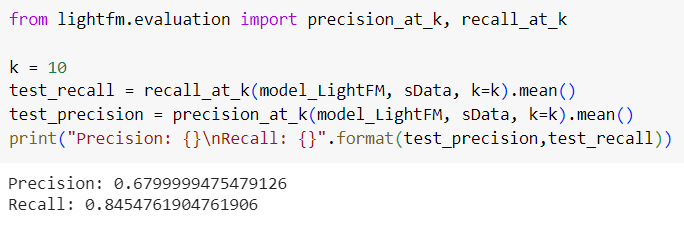 from lightfm.evaluation import precision_at_k, recall_at_k
k = 10
test_recall = recall_at_k(model_LightFM, sData, k=k).mean()
test_precision = precision_at_k(model_LightFM, sData, k=k).mean()
print("Precision: {}\nRecall: {}".format(test_precision,test_recall))
Precision: 0.6799999475479126
Recall: 0.8454761904761906